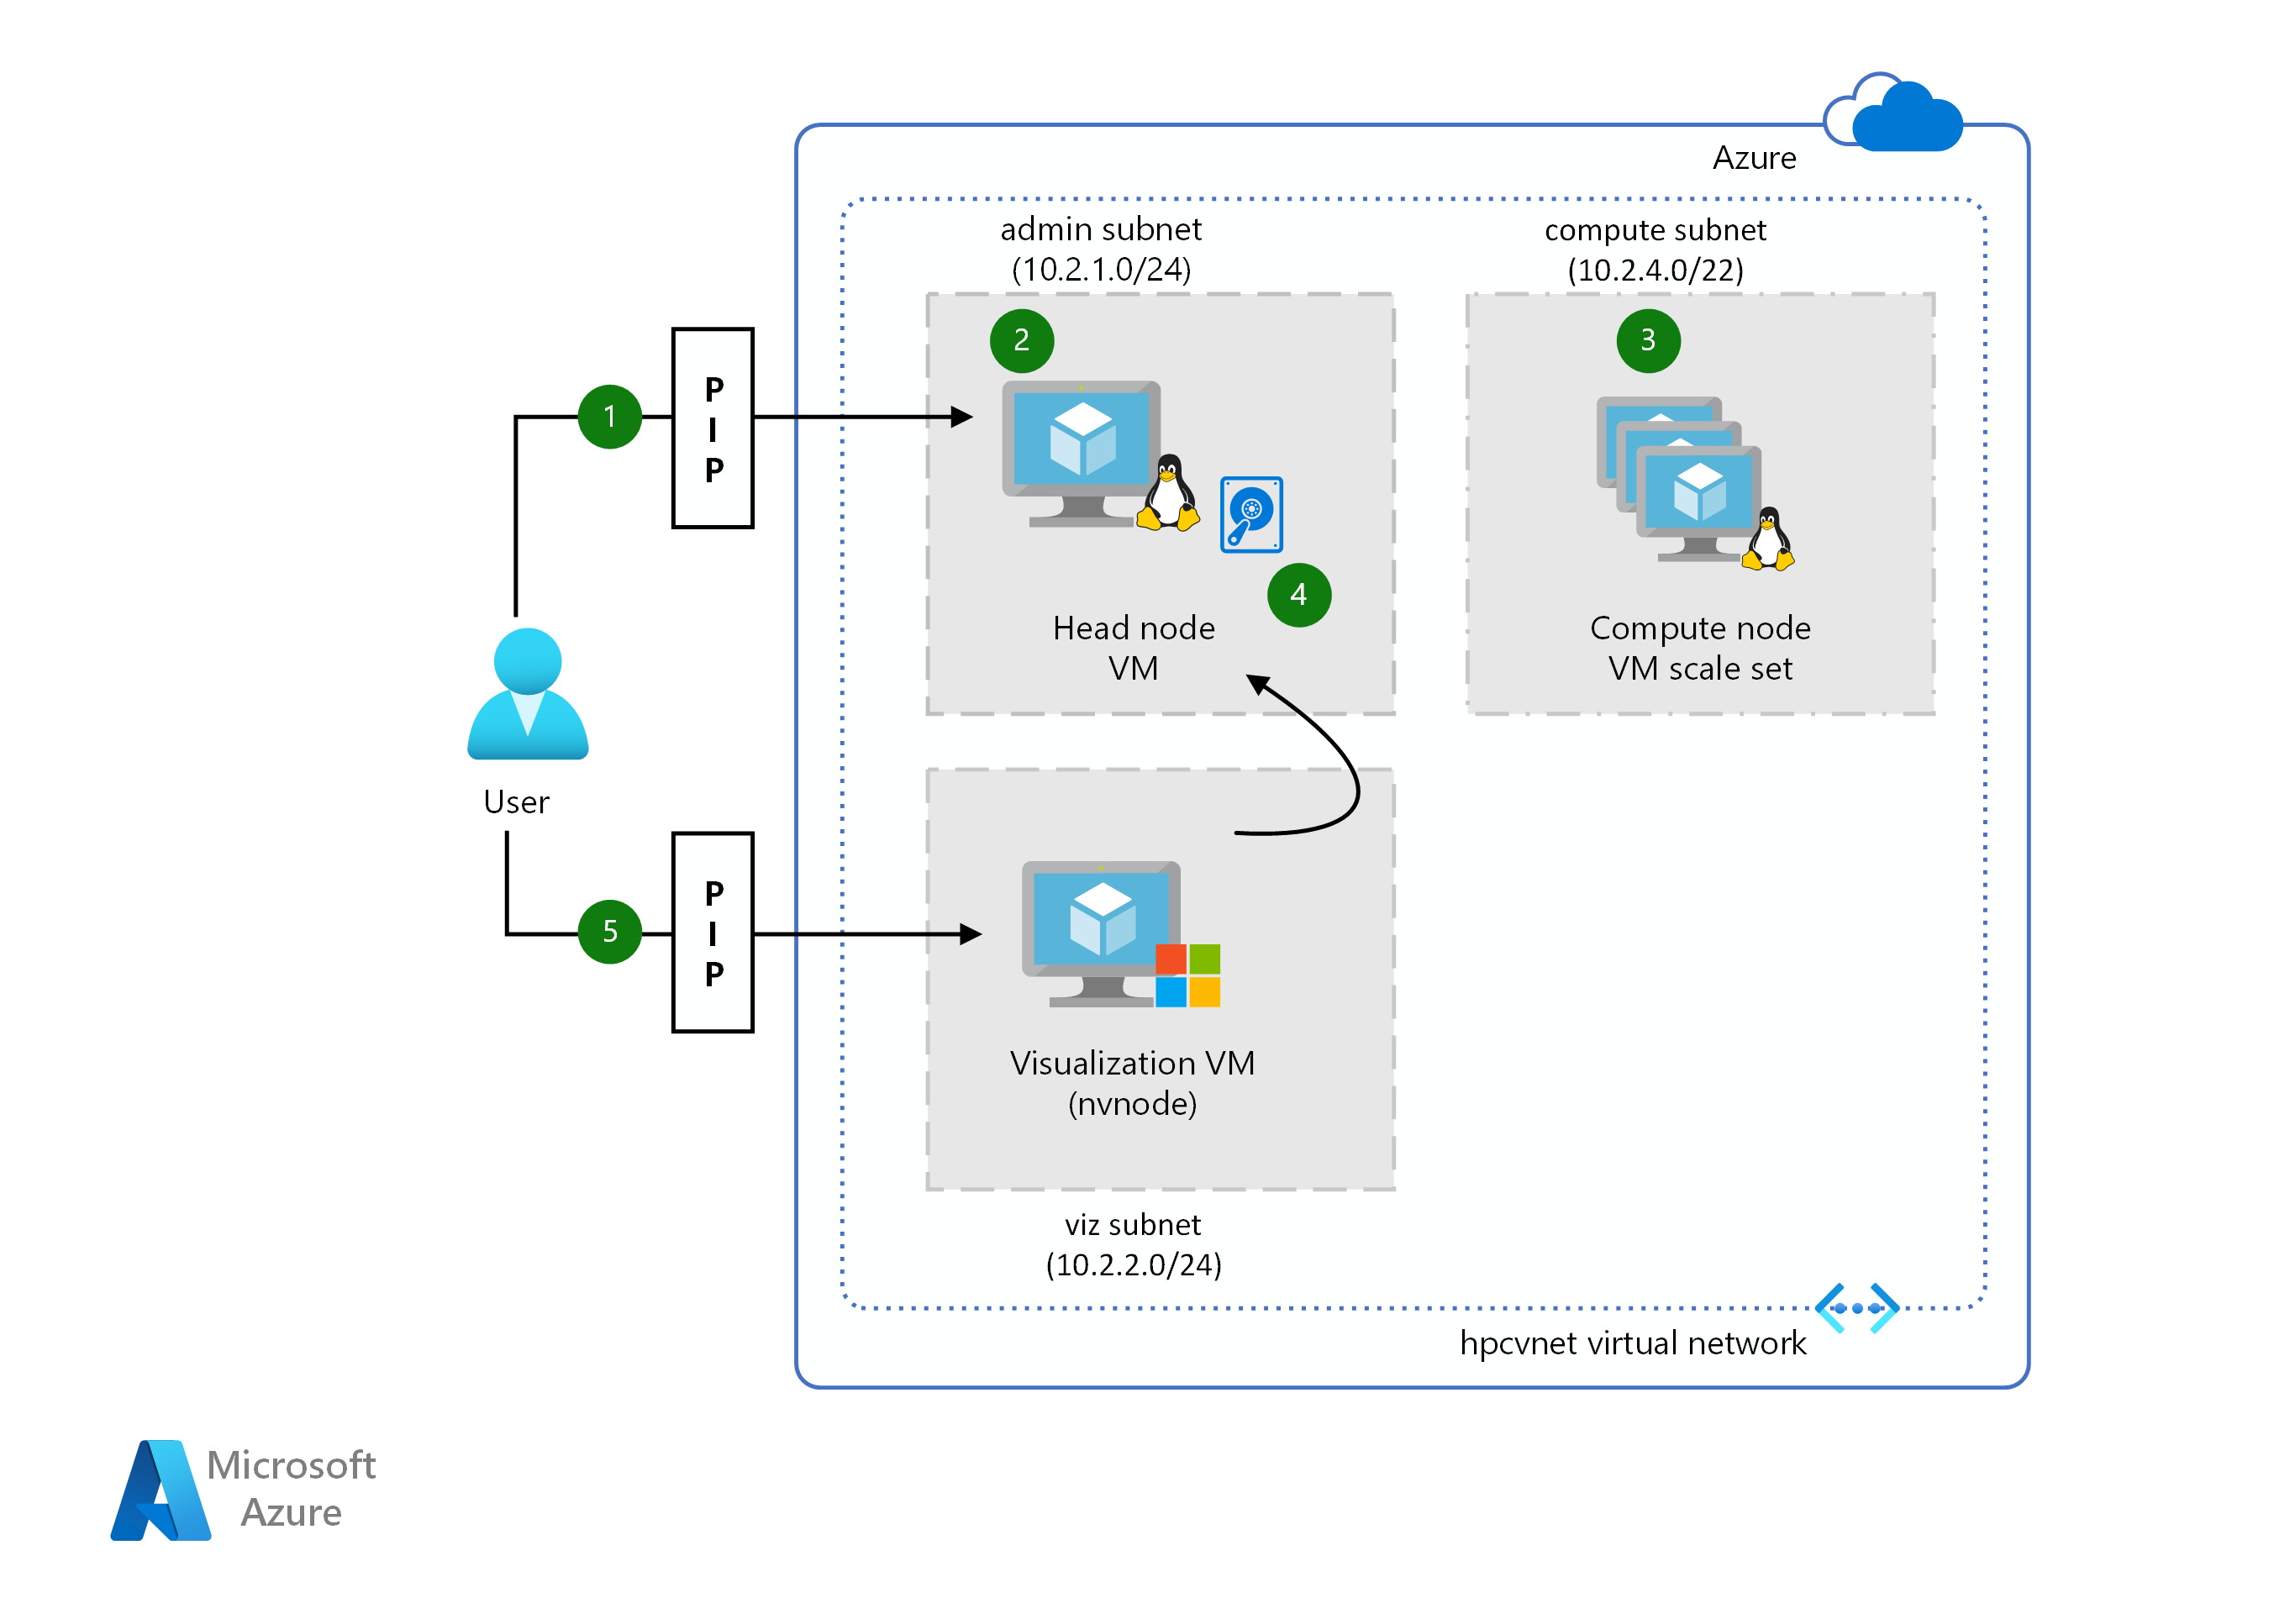 Azure
admin subnet
(10.2.1.0/24)
compute subnet
(10.2.4.0/22)
2
3
1
P
I
P
4
Head node
VM
Compute node
VM scale set
User
5
P
I
P
Visualization VM
(nvnode)
viz subnet
(10.2.2.0/24)
hpcvnet virtual network
Microsoft
Azure